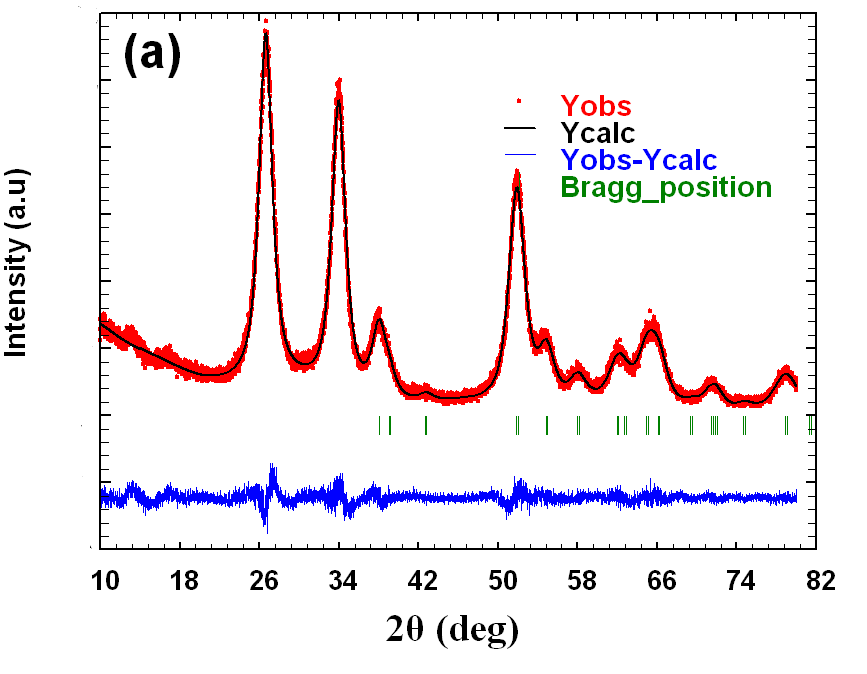 (a)
Yobs
Ycalc
Yobs-Ycalc
Bragg_position
Intensity (a.u)
10 18 26 34 42 50 58 66 74 82
2θ (deg)